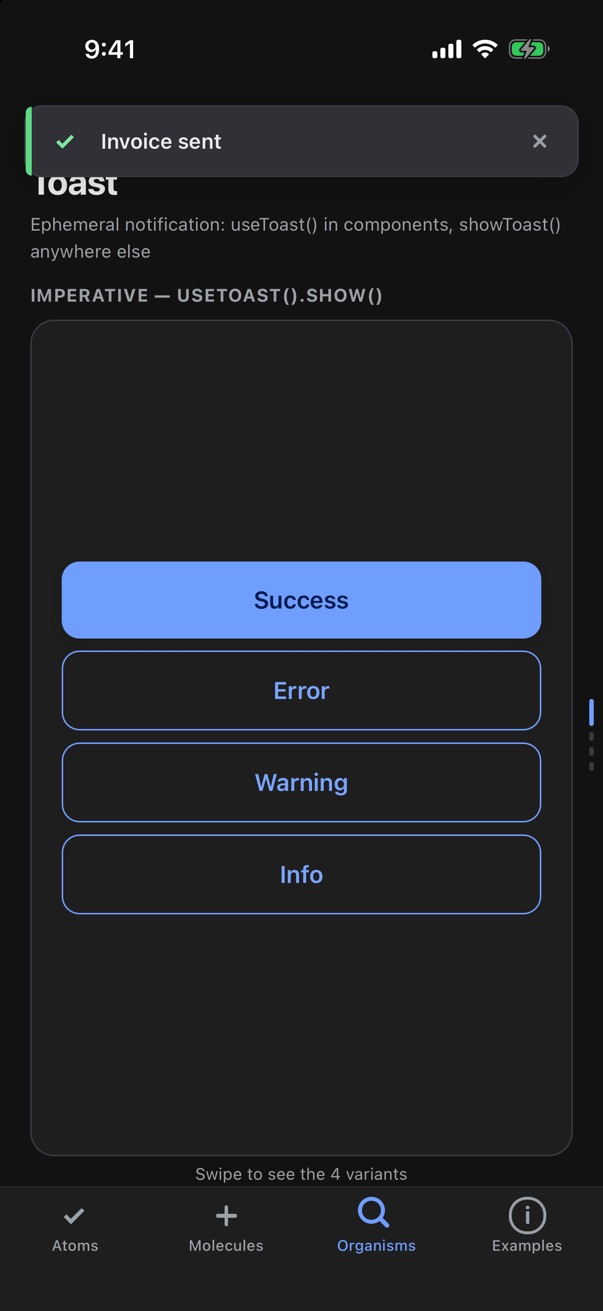 9:41
Invoice sent
Toast
Ephemeral notification: useToast() in components, showToast()
anywhere else
IMPERATIVE — USETOAST().SHOW()
Success
Error
Warning
Info
Swipe to see the 4 variants
Atoms
Molecules
Organisms
Examples